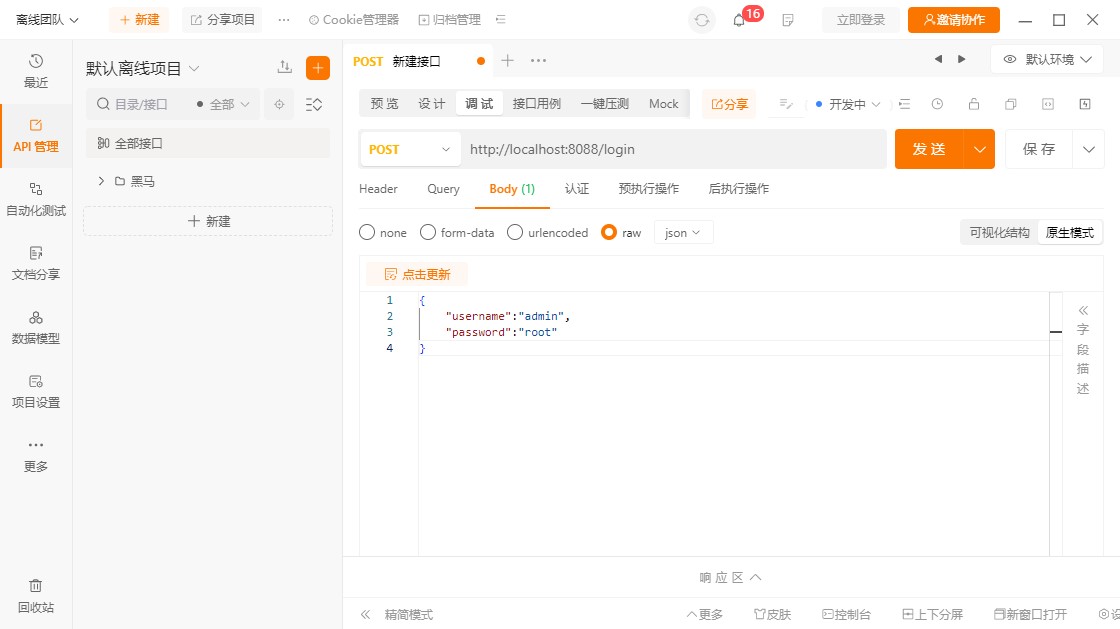 离线团队 新建 分享项目 ··· Cookie管理器 归档管理 16 立即登录 邀请协作
最近
API 管理
自动化测试
文档分享
数据模型
项目设置
更多
回收站
默认离线项目
目录/接口 全部
全部接口
黑马
新建
POST 新建接口 ··· 默认环境
预览 设计 调试 接口用例 一键压测 Mock 分享 开发中
POST http://localhost:8088/login 发送 保存
Header Query Body (1) 认证 预执行操作 后执行操作
none form-data urlencoded raw json 可视化结构 原生模式
点击更新
1 {
2 "username":"admin",
3 "password":"root"
4 }
字段描述
响应区
精简模式 更多 皮肤 控制台 上下分屏 新窗口打开